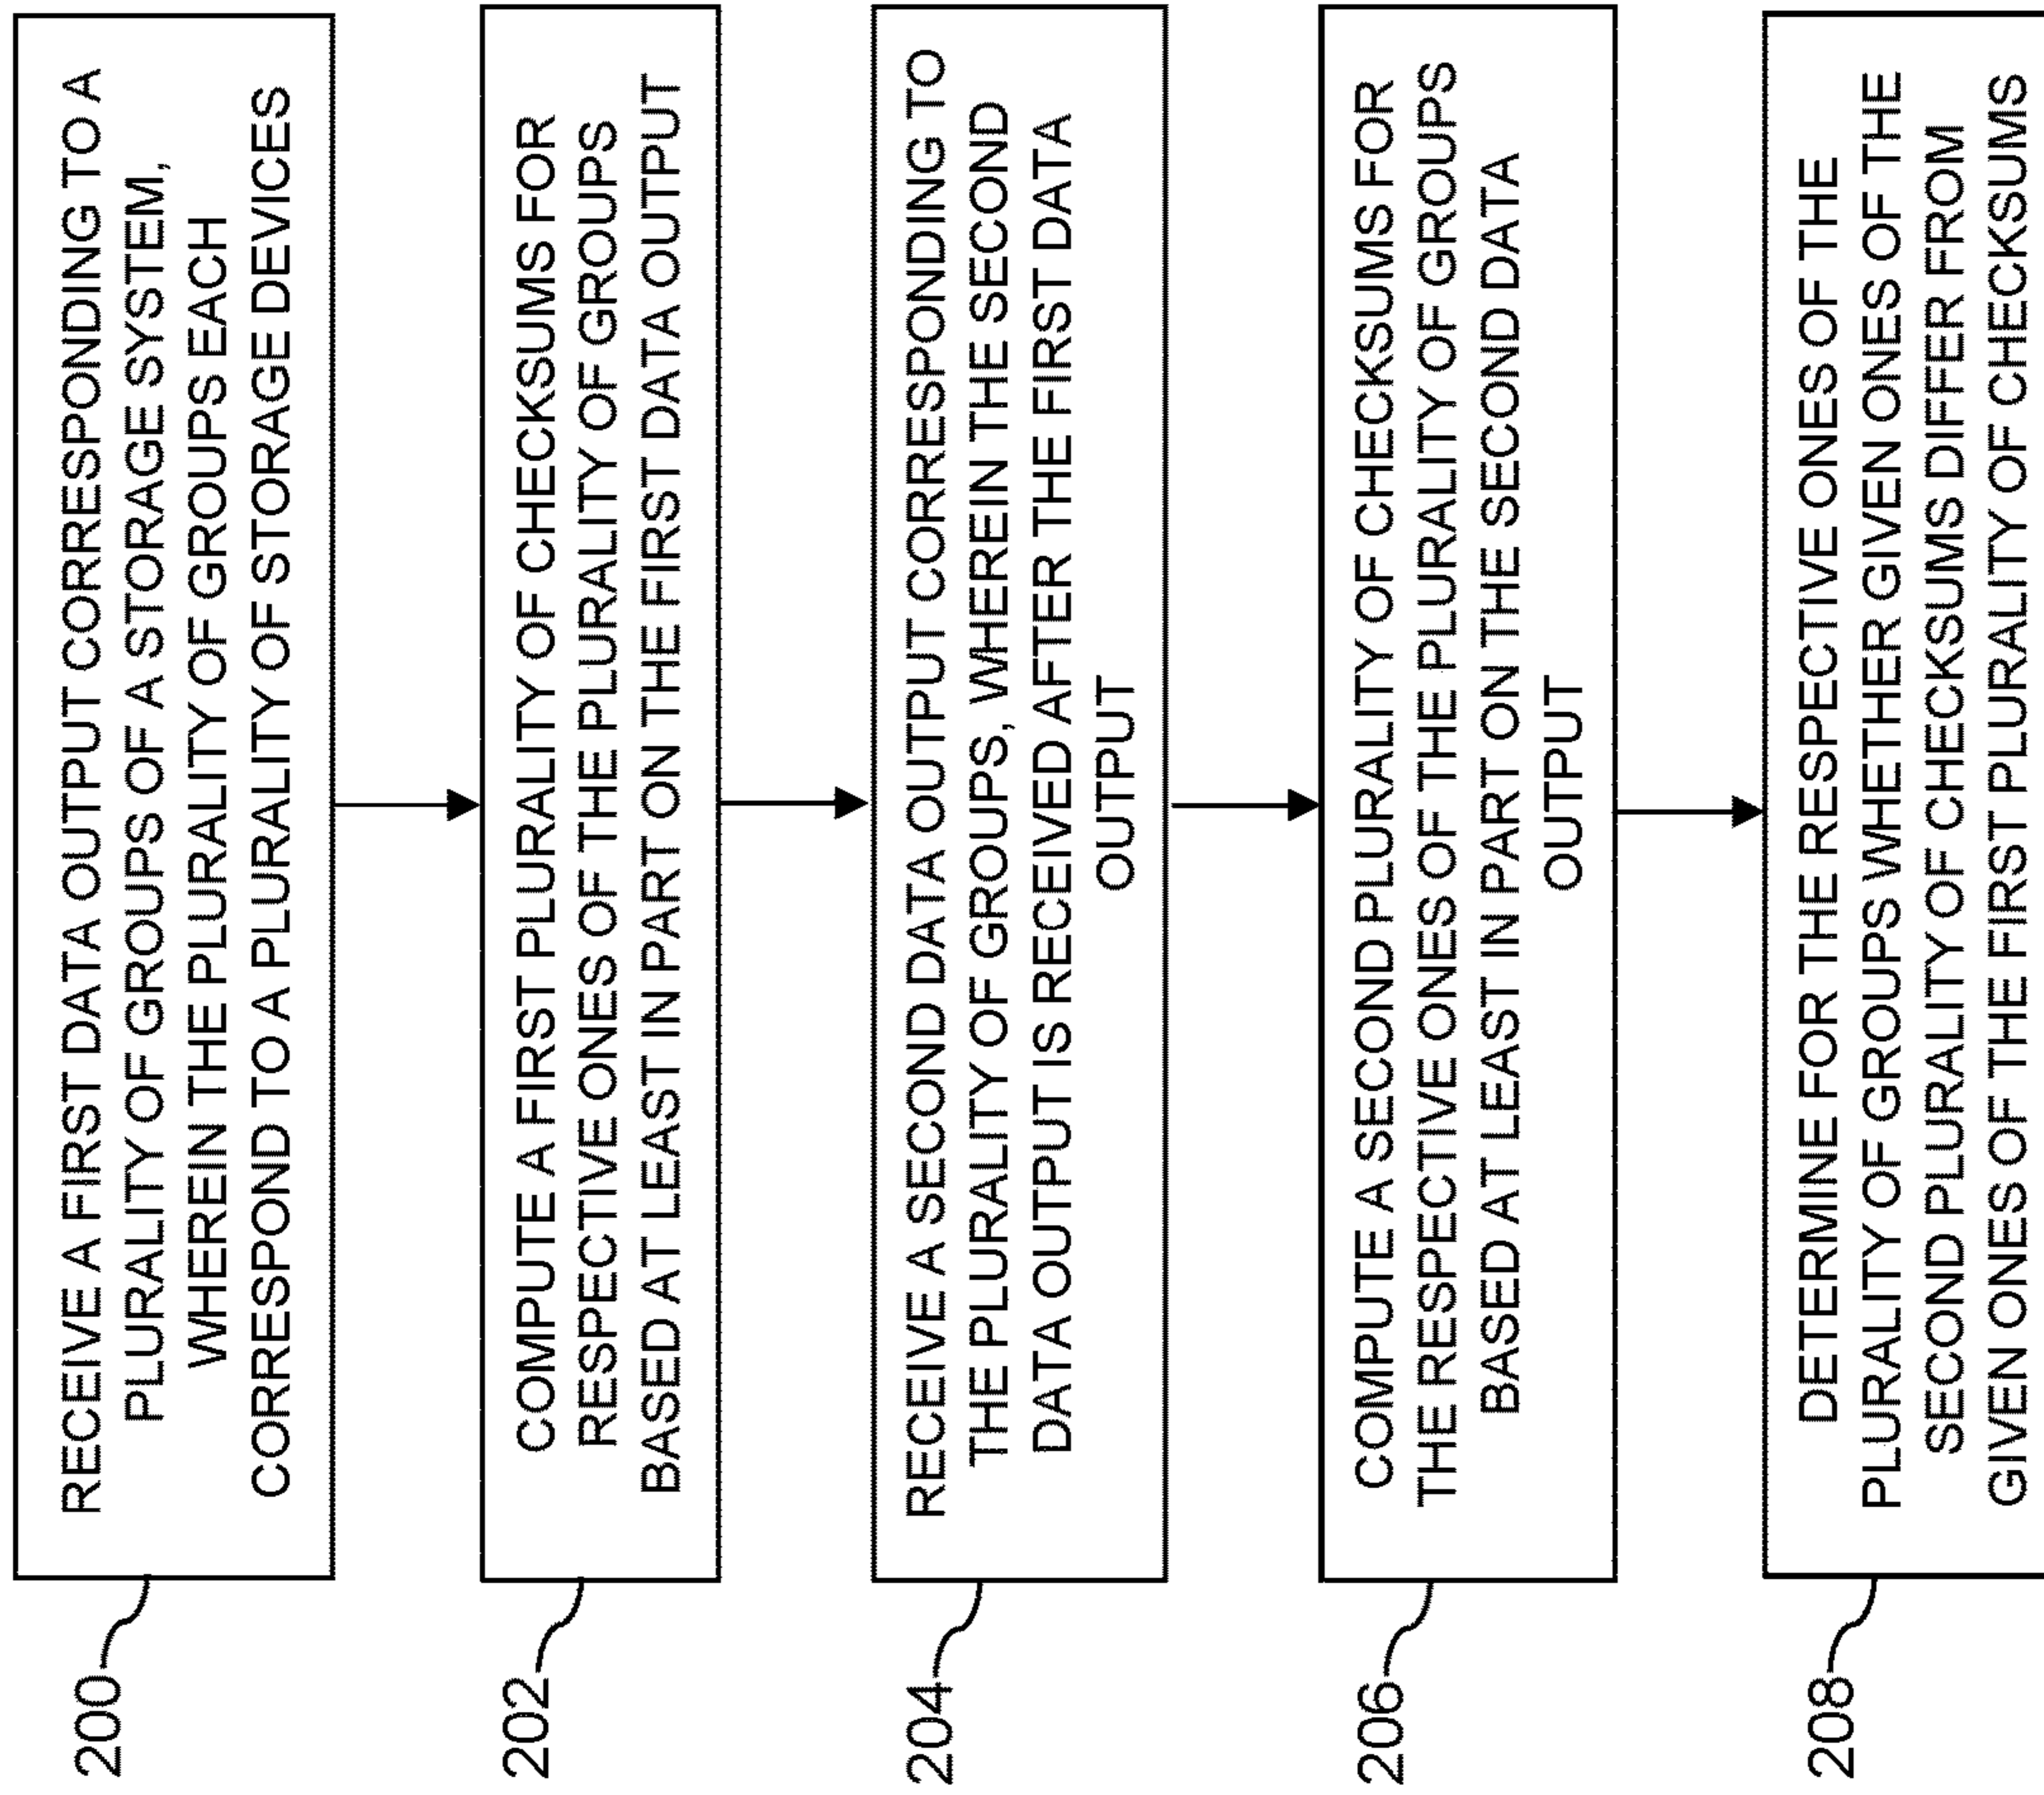 200
RECEIVE A FIRST DATA OUTPUT CORRESPONDING TO A
PLURALITY OF GROUPS OF A STORAGE SYSTEM,
WHEREIN THE PLURALITY OF GROUPS EACH
CORRESPOND TO A PLURALITY OF STORAGE DEVICES
202
COMPUTE A FIRST PLURALITY OF CHECKSUMS FOR
RESPECTIVE ONES OF THE PLURALITY OF GROUPS
BASED AT LEAST IN PART ON THE FIRST DATA OUTPUT
204
RECEIVE A SECOND DATA OUTPUT CORRESPONDING TO
THE PLURALITY OF GROUPS, WHEREIN THE SECOND
DATA OUTPUT IS RECEIVED AFTER THE FIRST DATA
OUTPUT
206
COMPUTE A SECOND PLURALITY OF CHECKSUMS FOR
THE RESPECTIVE ONES OF THE PLURALITY OF GROUPS
BASED AT LEAST IN PART ON THE SECOND DATA
OUTPUT
208
DETERMINE FOR THE RESPECTIVE ONES OF THE
PLURALITY OF GROUPS WHETHER GIVEN ONES OF THE
SECOND PLURALITY OF CHECKSUMS DIFFER FROM
GIVEN ONES OF THE FIRST PLURALITY OF CHECKSUMS